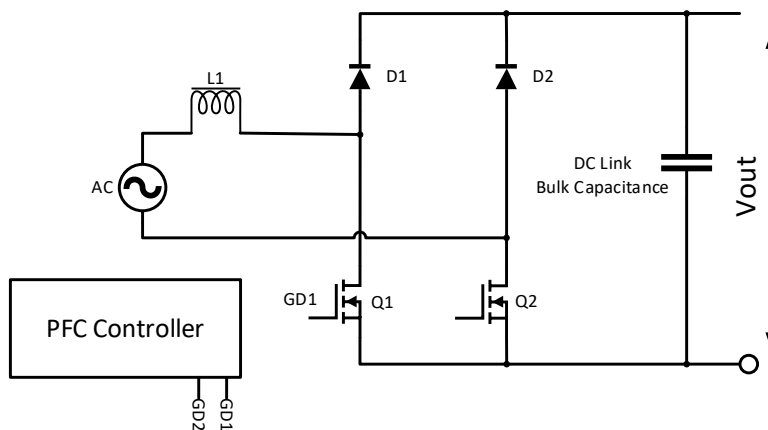 L1
D1
D2
AC
DC Link
Bulk Capacitance
Vout
GD1
Q1
Q2
PFC Controller
GD2
GD1